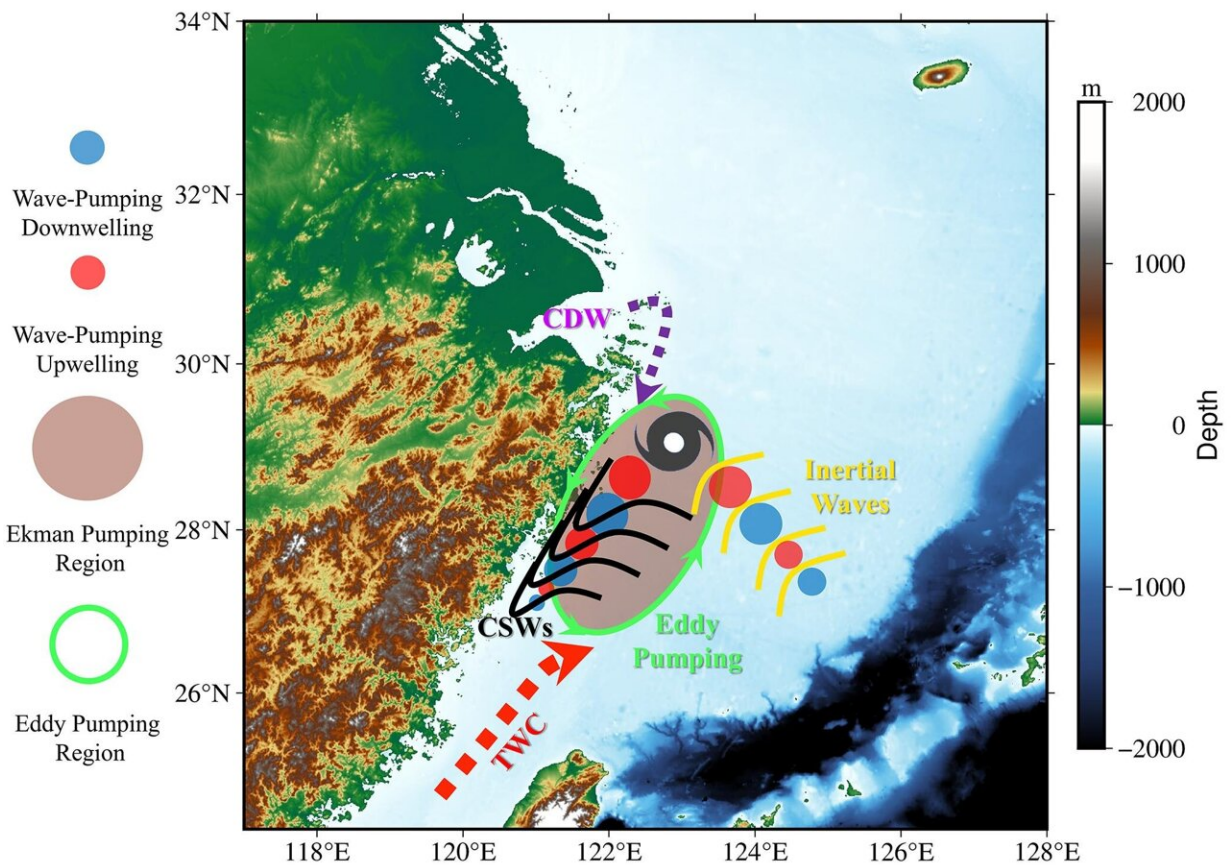 Wave-Pumping
Downwelling
Wave-Pumping
Upwelling
Ekman Pumping
Region
Eddy Pumping
Region
34°N
32°N
30°N
28°N
26°N
CDW
Inertial
Waves
CSWs
Eddy
Pumping
TWC
118°E
120°E
122°E
124°E
126°E
128°E
m
2000
1000
0
−1000
−2000
Depth